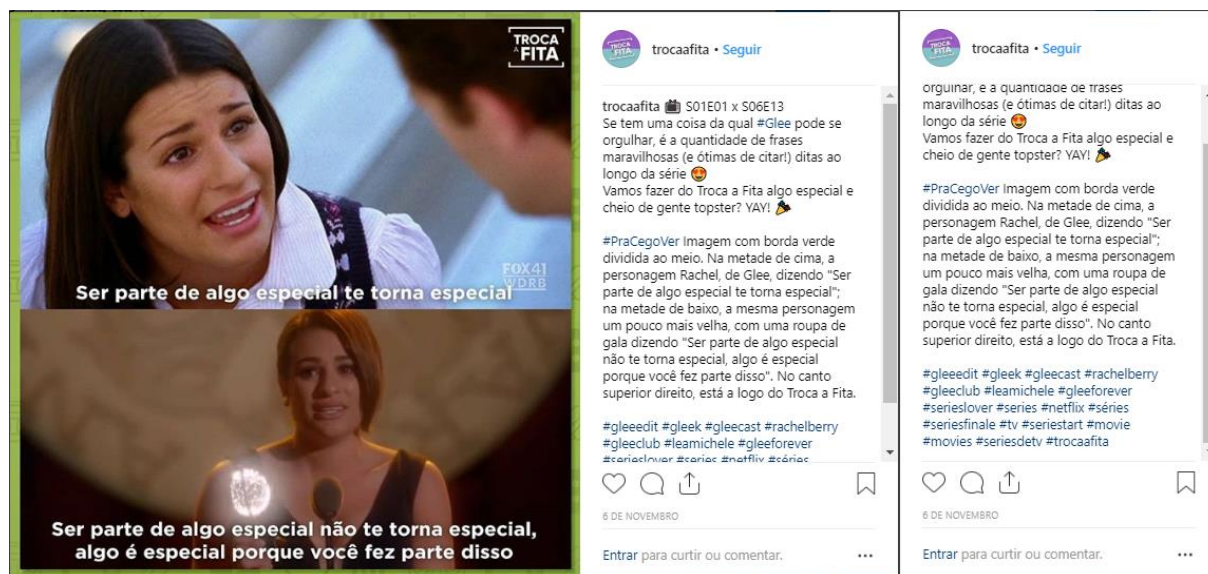 TROCA
A
FITA
FOX41
WDRB
Ser parte de algo especial te torna especial
Ser parte de algo especial não te torna especial,
algo é especial porque você fez parte disso
trocaafita • Seguir
trocaafita S01E01 x S06E13
Se tem uma coisa da qual #Glee pode se
orgulhar, é a quantidade de frases
maravilhosas (e ótimas de citar!) ditas ao
longo da série 😍
Vamos fazer do Troca a Fita algo especial e
cheio de gente topster? YAY! 🎉
#PraCegoVer Imagem com borda verde
dividida ao meio. Na metade de cima, a
personagem Rachel, de Glee, dizendo "Ser
parte de algo especial te torna especial";
na metade de baixo, a mesma personagem
um pouco mais velha, com uma roupa de
gala dizendo "Ser parte de algo especial
não te torna especial, algo é especial
porque você fez parte disso". No canto
superior direito, está a logo do Troca a Fita.
#gleeedit #gleek #gleecast #rachelberry
#gleeclub #leamichele #gleeforever
#serieslover #series #netflix #séries
6 DE NOVEMBRO
Entrar para curtir ou comentar.
trocaafita • Seguir
orgulhar, é a quantidade de frases
maravilhosas (e ótimas de citar!) ditas ao
longo da série 😍
Vamos fazer do Troca a Fita algo especial e
cheio de gente topster? YAY! 🎉
#PraCegoVer Imagem com borda verde
dividida ao meio. Na metade de cima, a
personagem Rachel, de Glee, dizendo "Ser
parte de algo especial te torna especial";
na metade de baixo, a mesma personagem
um pouco mais velha, com uma roupa de
gala dizendo "Ser parte de algo especial
não te torna especial, algo é especial
porque você fez parte disso". No canto
superior direito, está a logo do Troca a Fita.
#gleeedit #gleek #gleecast #rachelberry
#gleeclub #leamichele #gleeforever
#serieslover #series #netflix #séries
#seriesfinale #tv #seriestart #movie
#movies #seriesdetv #trocaafita
6 DE NOVEMBRO
Entrar para curtir ou comentar.